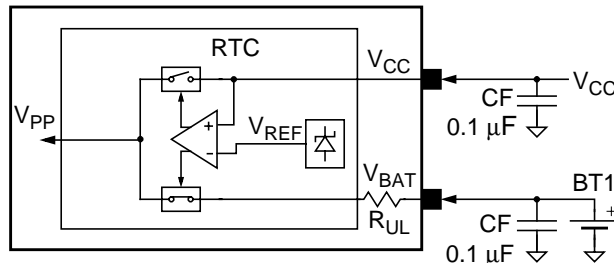 RTC
V_CC
V_CC
CF
0.1 µF
V_PP
+
-
V_REF
V_BAT
R_UL
BT1
+
CF
0.1 µF